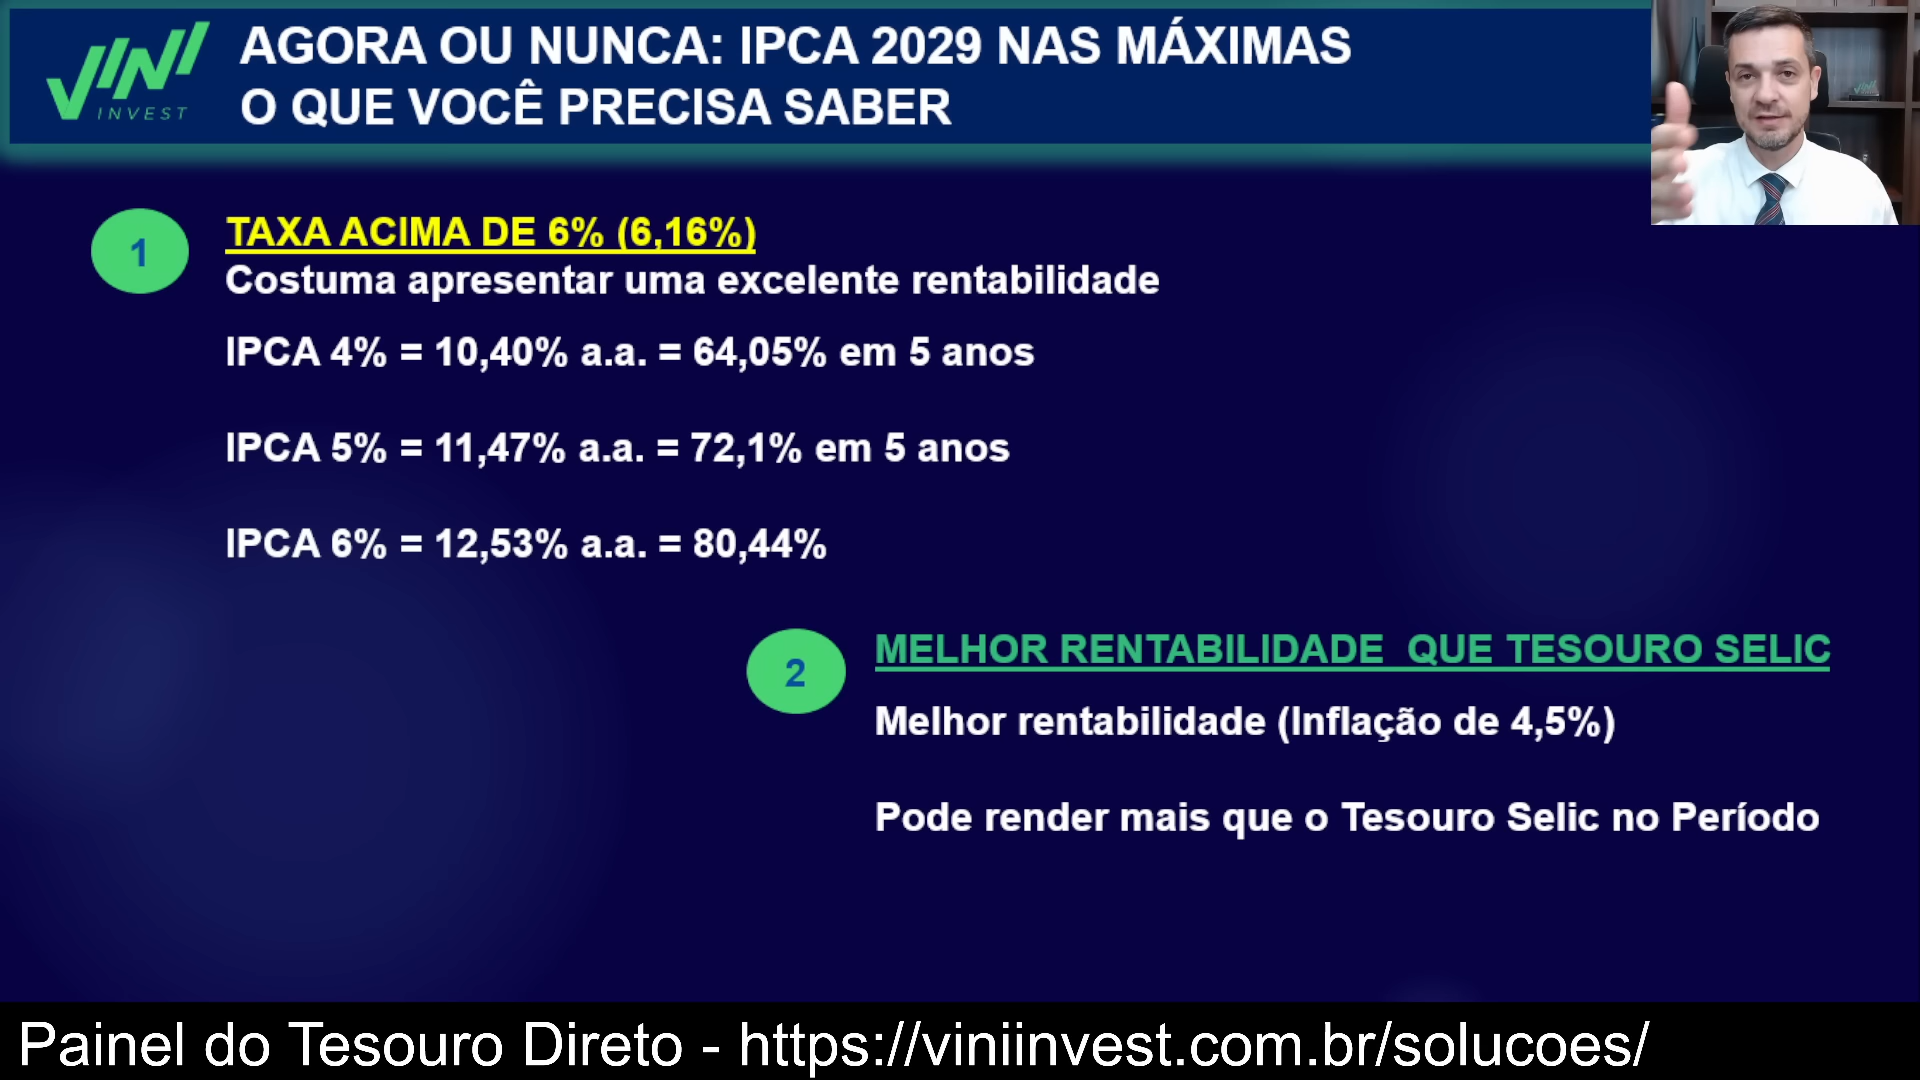 VINI
INVEST
AGORA OU NUNCA: IPCA 2029 NAS MÁXIMAS
O QUE VOCÊ PRECISA SABER
1
TAXA ACIMA DE 6% (6,16%)
Costuma apresentar uma excelente rentabilidade
IPCA 4% = 10,40% a.a. = 64,05% em 5 anos
IPCA 5% = 11,47% a.a. = 72,1% em 5 anos
IPCA 6% = 12,53% a.a. = 80,44%
2
MELHOR RENTABILIDADE QUE TESOURO SELIC
Melhor rentabilidade (Inflação de 4,5%)
Pode render mais que o Tesouro Selic no Período
Painel do Tesouro Direto - https://viniinvest.com.br/solucoes/